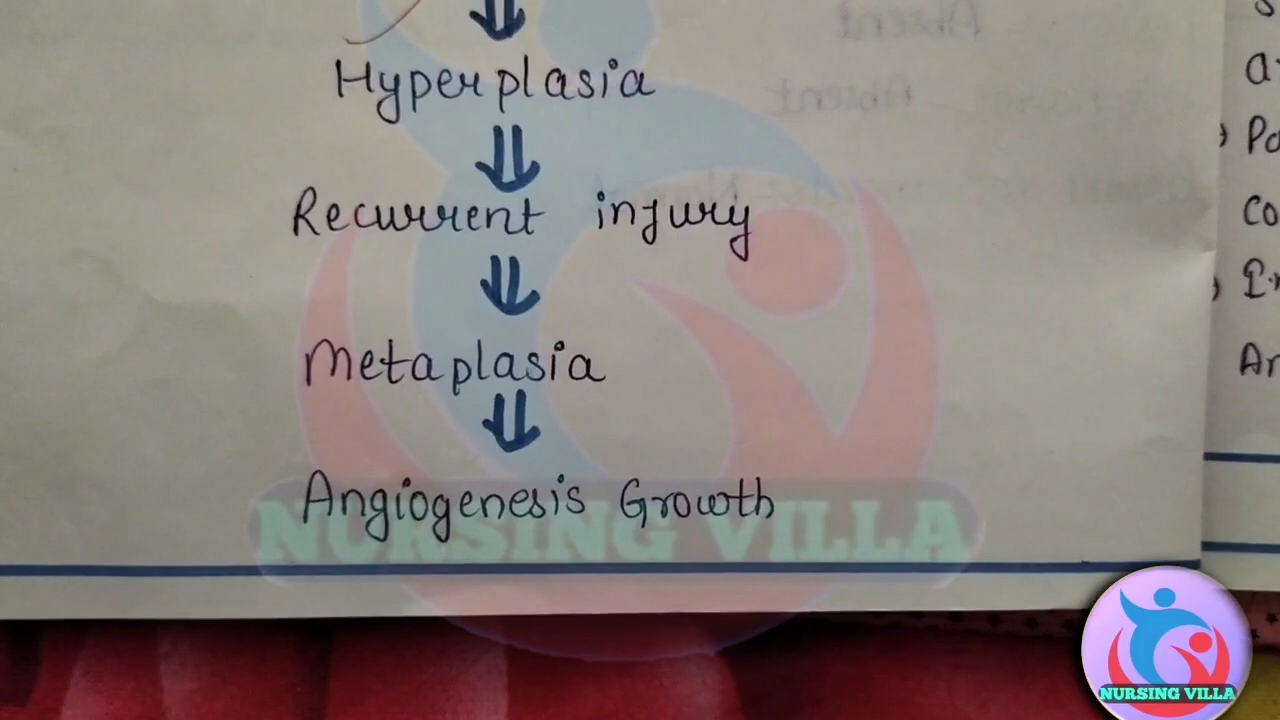 Hyperplasia
Recurrent injury
Metaplasia
Angiogenesis Growth
NURSING VILLA
NURSING VILLA